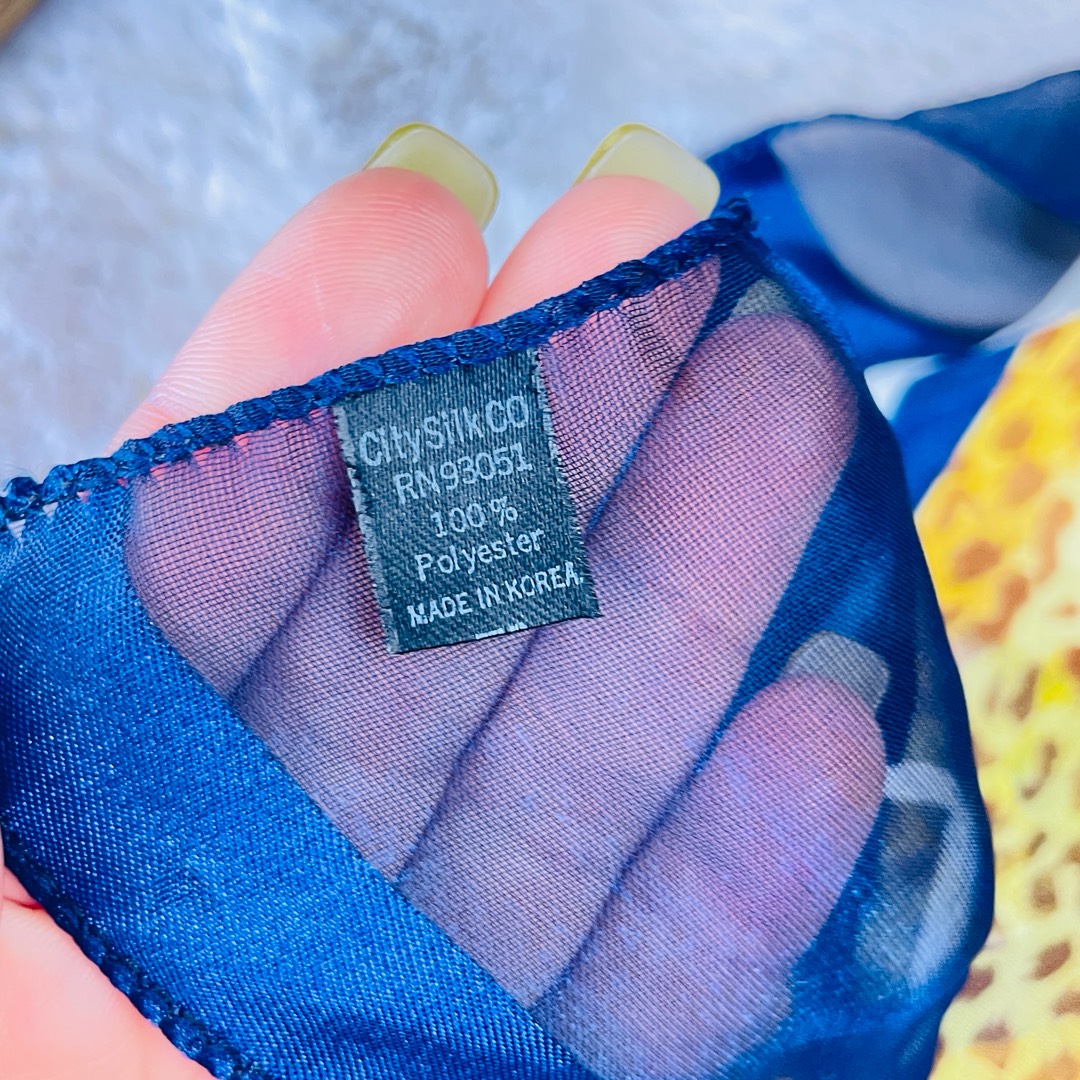 CitySilkCO
RN93051
100%
Polyester
MADE IN KOREA.